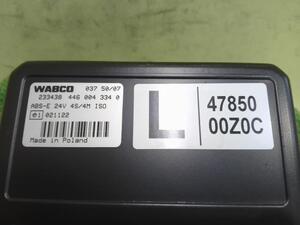 WABCO 037 50/07
233438 446 004 334 0
ABS-E 24V 4S/4M ISO
e1 021122
Made in Poland
L
47850
00Z0C